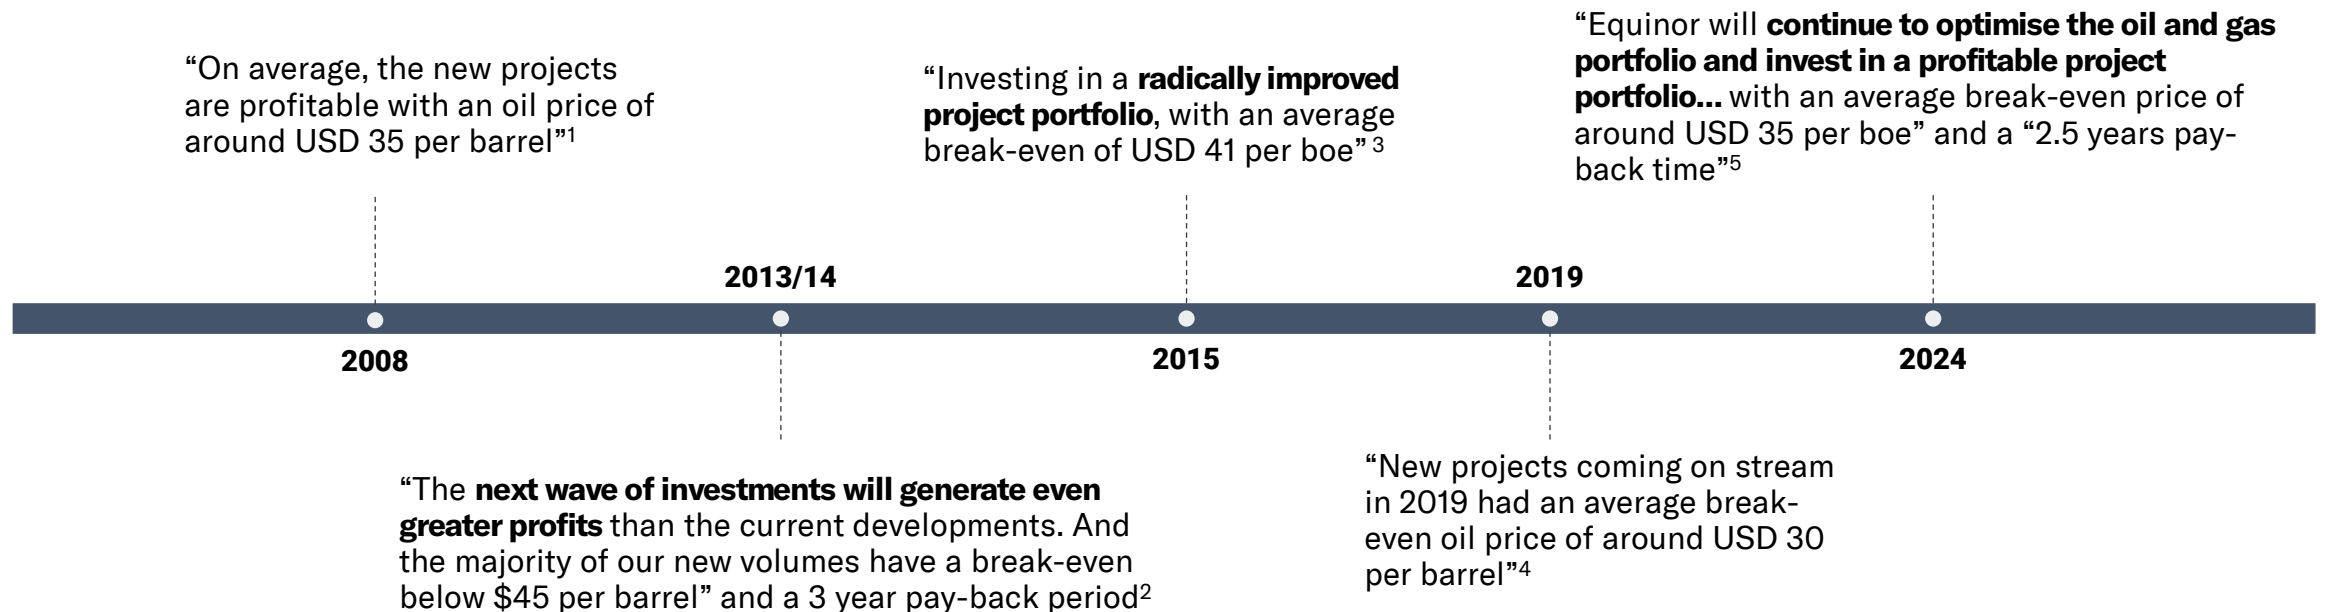 “On average, the new projects
are profitable with an oil price of
around USD 35 per barrel”1
2008
2013/14
“The next wave of investments will generate even
greater profits than the current developments. And
the majority of our new volumes have a break-even
below $45 per barrel” and a 3 year pay-back period2
“Investing in a radically improved
project portfolio, with an average
break-even of USD 41 per boe” 3
2015
2019
“New projects coming on stream
in 2019 had an average break-
even oil price of around USD 30
per barrel”4
“Equinor will continue to optimise the oil and gas
portfolio and invest in a profitable project
portfolio... with an average break-even price of
around USD 35 per boe” and a “2.5 years pay-
back time”5
2024